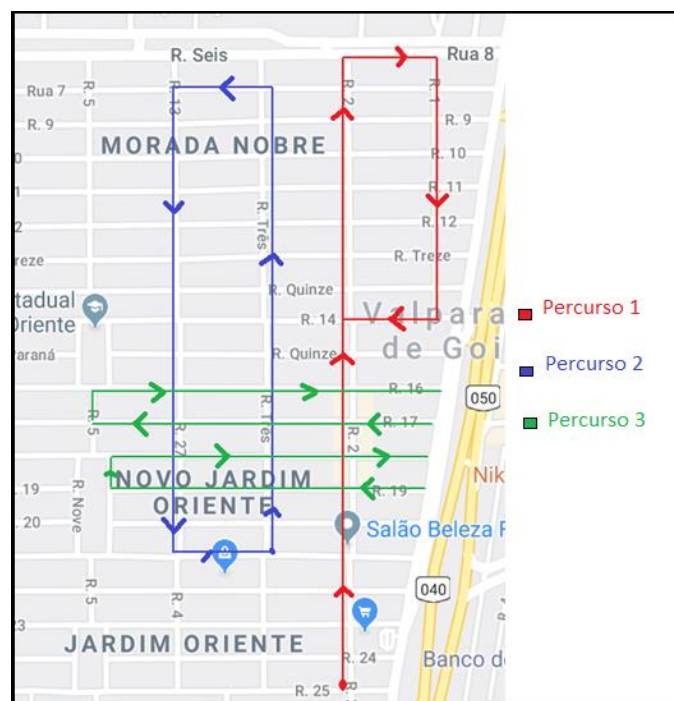 R. Seis
Rua 8
Rua 7
R. 5
R. 13
R. 2
R. 1
R. 9
R. 9
MORADA NOBRE
R. 10
R. 11
R. 12
R. Três
R. Treze
reze
R. Quinze
tadual
Oriente
R. 14
Valpara
de Goi
Percurso 1
R. Quinze
araná
Percurso 2
R. 16
050
R. 5
R. Três
R. 17
Percurso 3
R. 27
R. 2
NOVO JARDIM
ORIENTE
Nik
R. 19
R. 19
R. Nove
R. 20
Salão Beleza F
040
R. 5
R. 4
23
JARDIM ORIENTE
R. 24
Banco de
R. 25